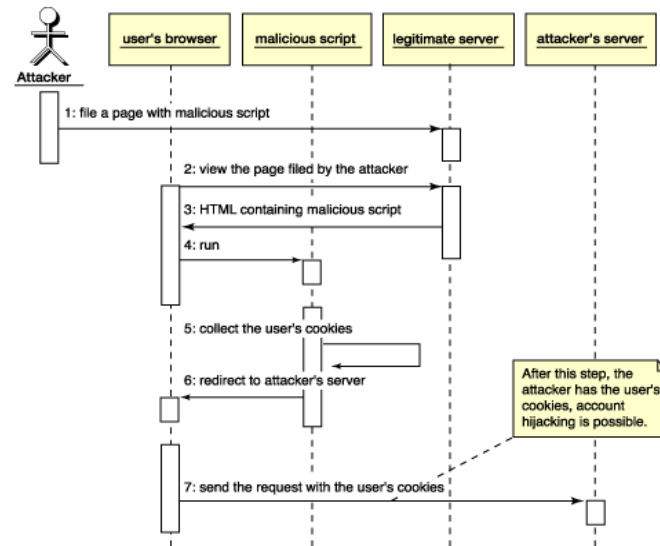 user's browser
malicious script
legitimate server
attacker's server
Attacker
1: file a page with malicious script
2: view the page filed by the attacker
3: HTML containing malicious script
4: run
5: collect the user's cookies
6: redirect to attacker's server
After this step, the
attacker has the user's
cookies, account
hijacking is possible.
7: send the request with the user's cookies